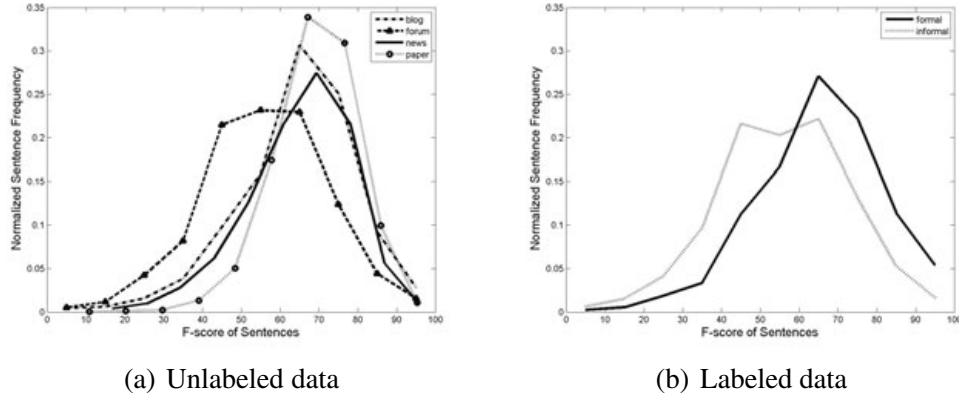 0.35
0.3
0.25
0.2
0.15
0.1
0.05
0
Normalized Sentence Frequency
0 10 20 30 40 50 60 70 80 90 100
F-score of Sentences
blog
forum
news
paper
(a) Unlabeled data
0.35
0.3
0.25
0.2
0.15
0.1
0.05
0
Normalized Sentence Frequency
0 10 20 30 40 50 60 70 80 90 100
F-score of Sentences
formal
informal
(b) Labeled data